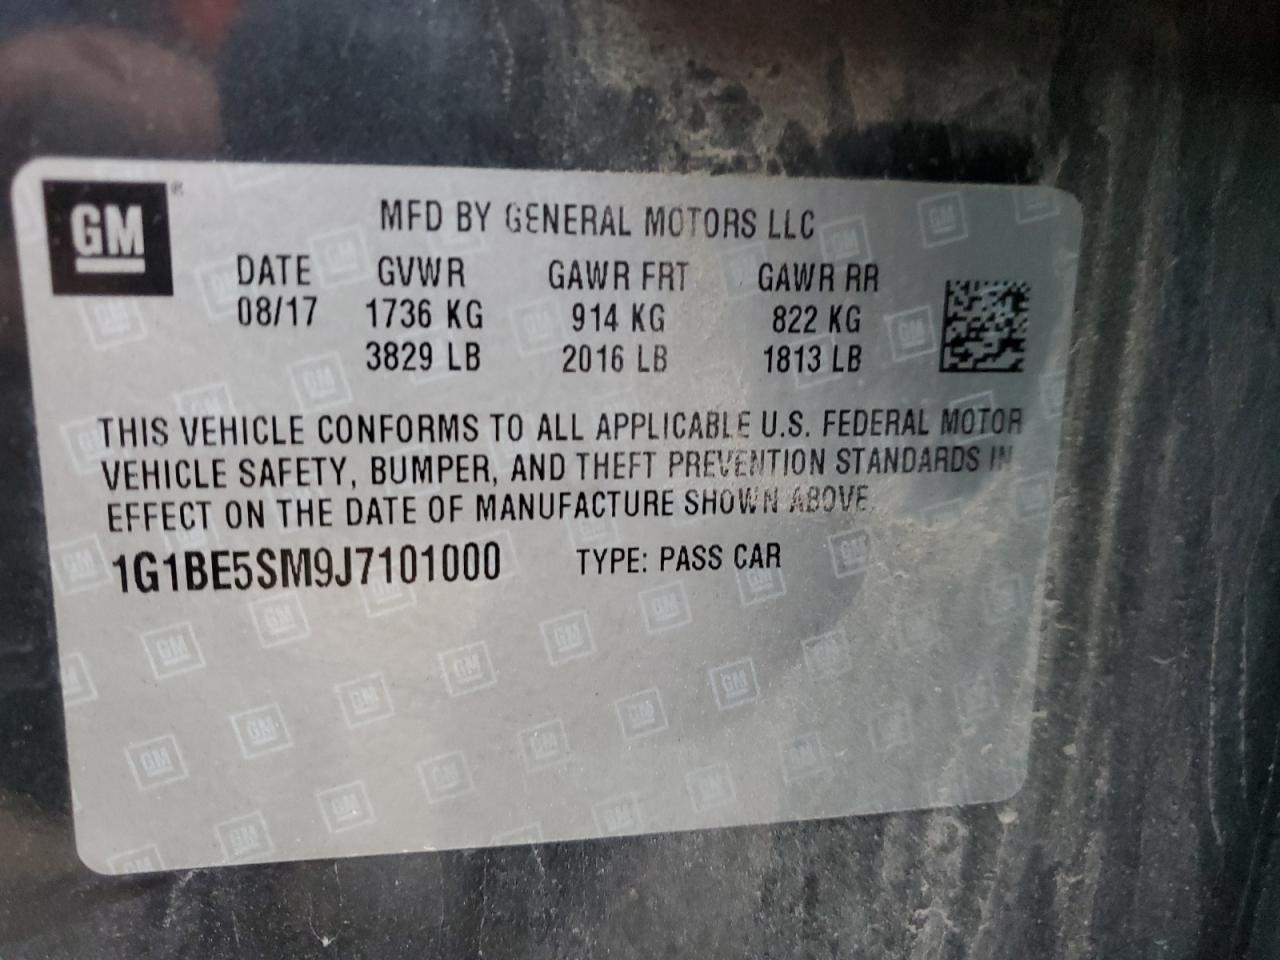 GM ®
MFD BY GENERAL MOTORS LLC
DATE GVWR GAWR FRT GAWR RR
08/17 1736 KG 914 KG 822 KG
3829 LB 2016 LB 1813 LB
THIS VEHICLE CONFORMS TO ALL APPLICABLE U.S. FEDERAL MOTOR
VEHICLE SAFETY, BUMPER, AND THEFT PREVENTION STANDARDS IN
EFFECT ON THE DATE OF MANUFACTURE SHOWN ABOVE.
1G1BE5SM9J7101000 TYPE: PASS CAR